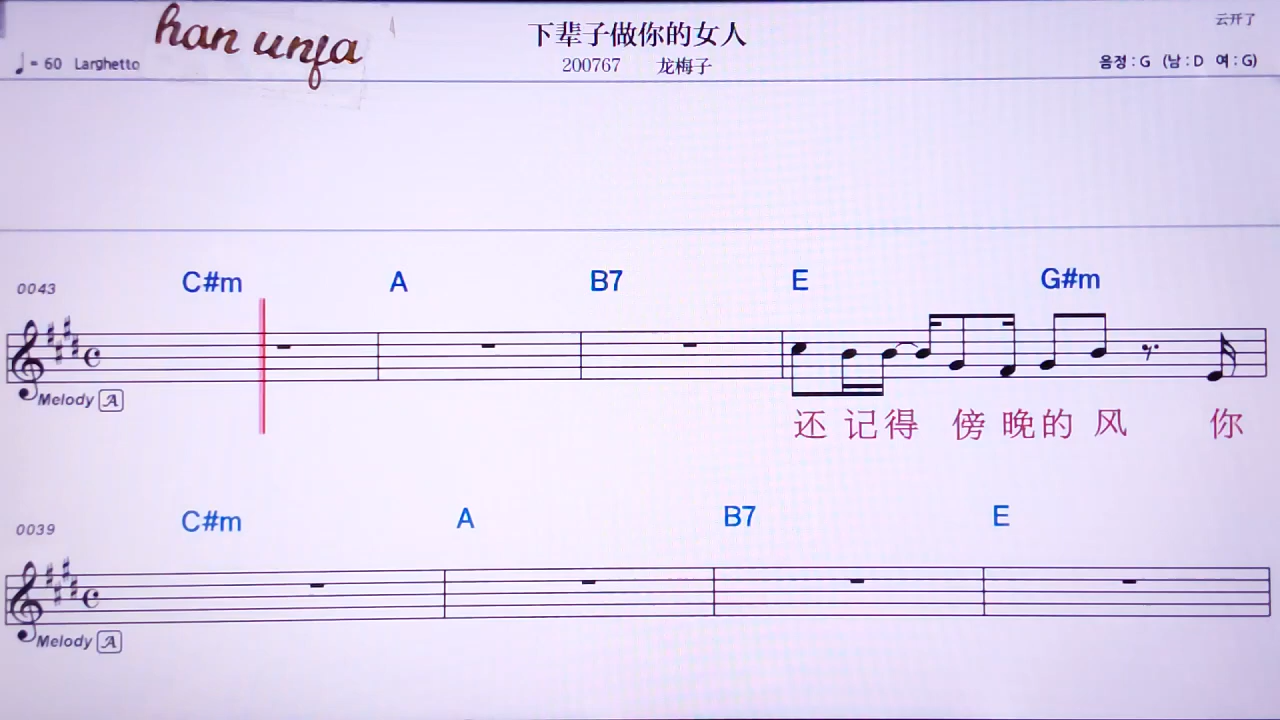 han unfa
下辈子做你的女人
云开了
♩= 60 Larghetto
200767 龙梅子
음정 : G (남 : D 여 : G)
C#m A B7 E G#m
0043
Melody A
还 记 得 傍 晚 的 风 你
C#m A B7 E
0039
Melody A